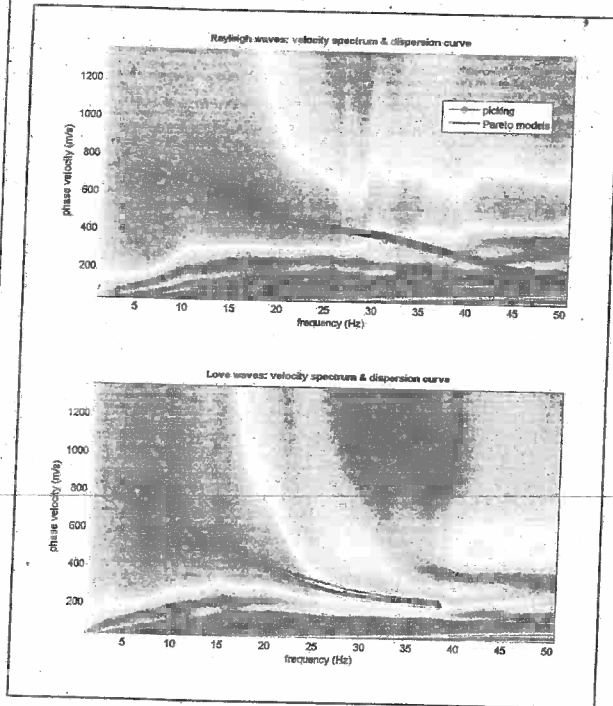 Rayleigh waves: velocity spectrum & dispersion curve
1200
1000
800
600
400
200
phase velocity (m/s)
picking
Pareto models
5 10 15 20 25 30 35 40 45 50
frequency (Hz)
Love waves: velocity spectrum & dispersion curve
1200
1000
800
600
400
200
phase velocity (m/s)
5 10 15 20 25 30 35 40 45 50
frequency (Hz)